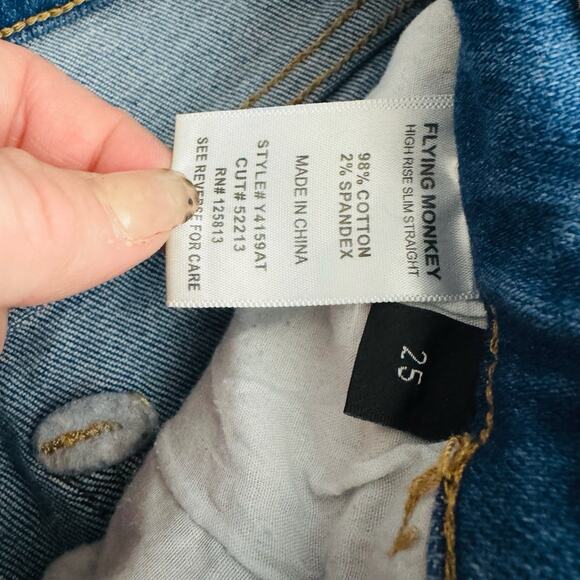 FLYING MONKEY
HIGH RISE SLIM STRAIGHT
98% COTTON
2% SPANDEX
MADE IN CHINA
STYLE# Y4159AT
CUT# 52213
RN# 125813
SEE REVERSE FOR CARE
25